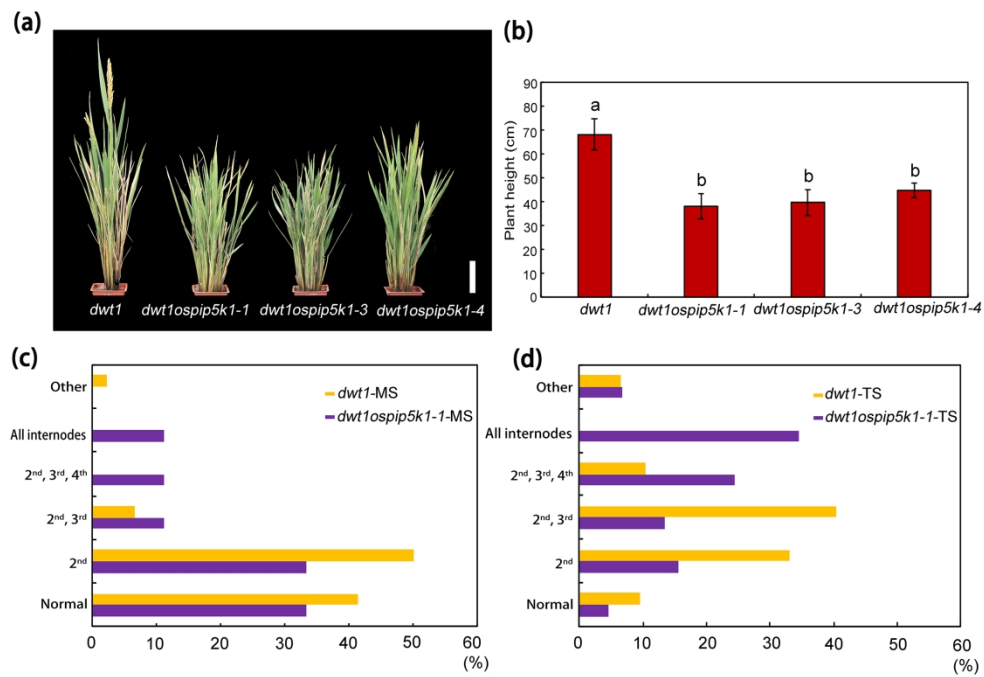 (a)
dwt1 dwt1ospip5k1-1 dwt1ospip5k1-3 dwt1ospip5k1-4
(b)
Plant height (cm)
90
80
70
60
50
40
30
20
10
0
a
b
b
b
dwt1 dwt1ospip5k1-1 dwt1ospip5k1-3 dwt1ospip5k1-4
(c)
dwt1-MS
dwt1ospip5k1-1-MS
Other
All internodes
2nd, 3rd, 4th
2nd, 3rd
2nd
Normal
0 10 20 30 40 50 60
(%)
(d)
dwt1-TS
dwt1ospip5k1-1-TS
Other
All internodes
2nd, 3rd, 4th
2nd, 3rd
2nd
Normal
0 10 20 30 40 50 60
(%)